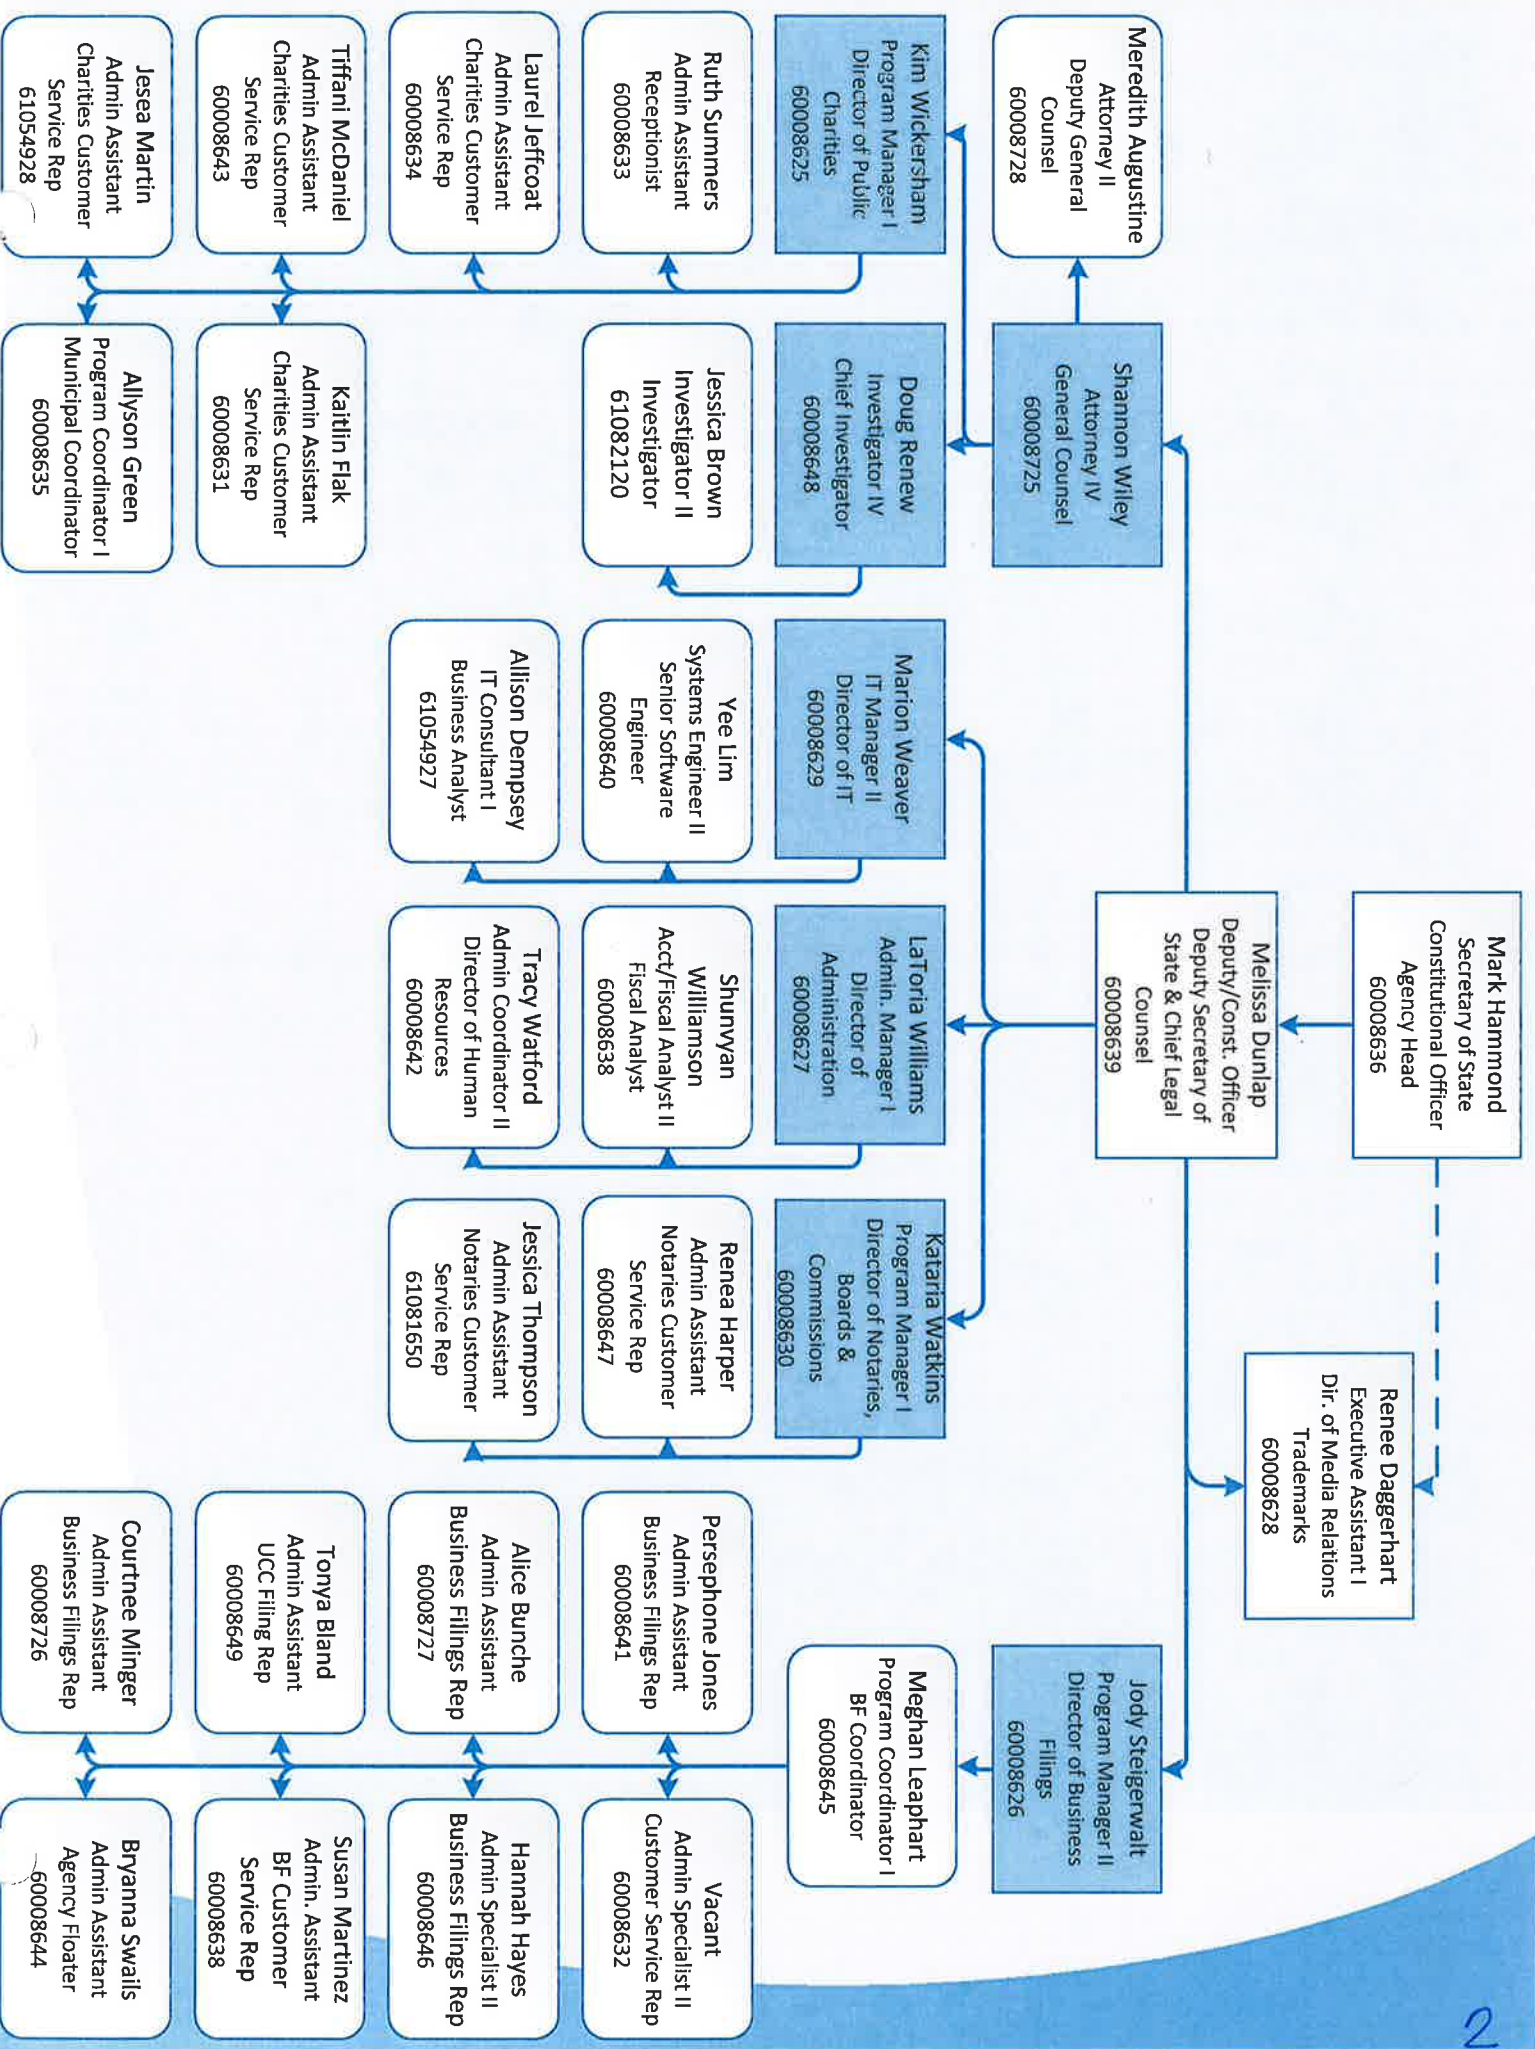 2
Mark Hammond
Secretary of State
Constitutional Officer
Agency Head
60008636
Renee Daggerhart
Executive Assistant I
Dir. of Media Relations
Trademarks
60008628
Melissa Dunlap
Deputy/Const. Officer
Deputy Secretary of
State & Chief Legal
Counsel
60008639
Meredith Augustine
Attorney II
Deputy General
Counsel
60008728
Shannon Wiley
Attorney IV
General Counsel
60008725
Jody Steigerwalt
Program Manager II
Director of Business
Filings
60008626
Kim Wickersham
Program Manager I
Director of Public
Charities
60008625
Doug Renew
Investigator IV
Chief Investigator
60008648
Marion Weaver
IT Manager II
Director of IT
60008629
LaToria Williams
Admin. Manager I
Director of
Administration
60008627
Kataria Watkins
Program Manager I
Director of Notaries,
Boards &
Commissions
60008630
Meghan Leaphart
Program Coordinator I
BF Coordinator
60008645
Ruth Summers
Admin Assistant
Receptionist
60008633
Jessica Brown
Investigator II
Investigator
61082120
Yee Lim
Systems Engineer II
Senior Software
Engineer
60008640
Shunvyan
Williamson
Acct/Fiscal Analyst II
Fiscal Analyst
60008638
Renea Harper
Admin Assistant
Notaries Customer
Service Rep
60008647
Persephone Jones
Admin Assistant
Business Filings Rep
60008641
Vacant
Admin Specialist II
Customer Service Rep
60008632
Laurel Jeffcoat
Admin Assistant
Charities Customer
Service Rep
60008634
Allison Dempsey
IT Consultant I
Business Analyst
61054927
Tracy Watford
Admin Coordinator II
Director of Human
Resources
60008642
Jessica Thompson
Admin Assistant
Notaries Customer
Service Rep
61081650
Alice Bunche
Admin Assistant
Business Filings Rep
60008727
Hannah Hayes
Admin Specialist II
Business Filings Rep
60008646
Tiffani McDaniel
Admin Assistant
Charities Customer
Service Rep
60008643
Kaitlin Flak
Admin Assistant
Charities Customer
Service Rep
60008631
Tonya Bland
Admin Assistant
UCC Filing Rep
60008649
Susan Martinez
Admin. Assistant
BF Customer
Service Rep
60008638
Jesea Martin
Admin Assistant
Charities Customer
Service Rep
61054928
Allyson Green
Program Coordinator I
Municipal Coordinator
60008635
Courtnee Minger
Admin Assistant
Business Filings Rep
60008726
Bryanna Swails
Admin Assistant
Agency Floater
60008644